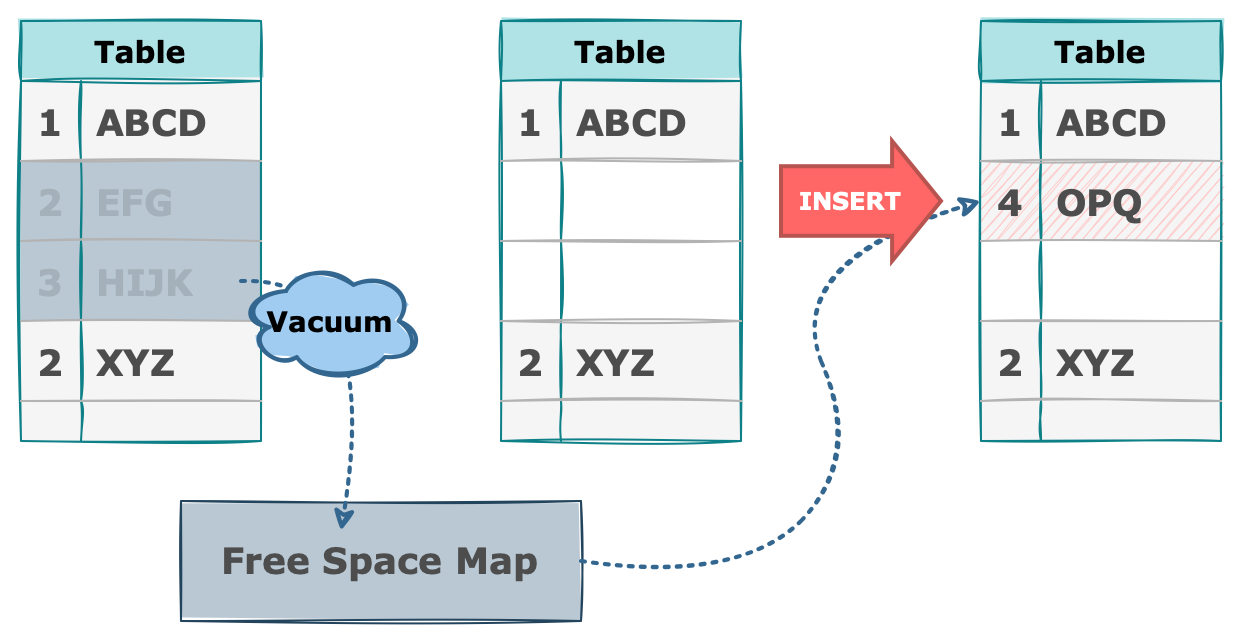 Table
1 ABCD
2 EFG
3 HIJK
2 XYZ
Vacuum
Free Space Map
Table
1 ABCD
2 XYZ
INSERT
Table
1 ABCD
4 OPQ
2 XYZ